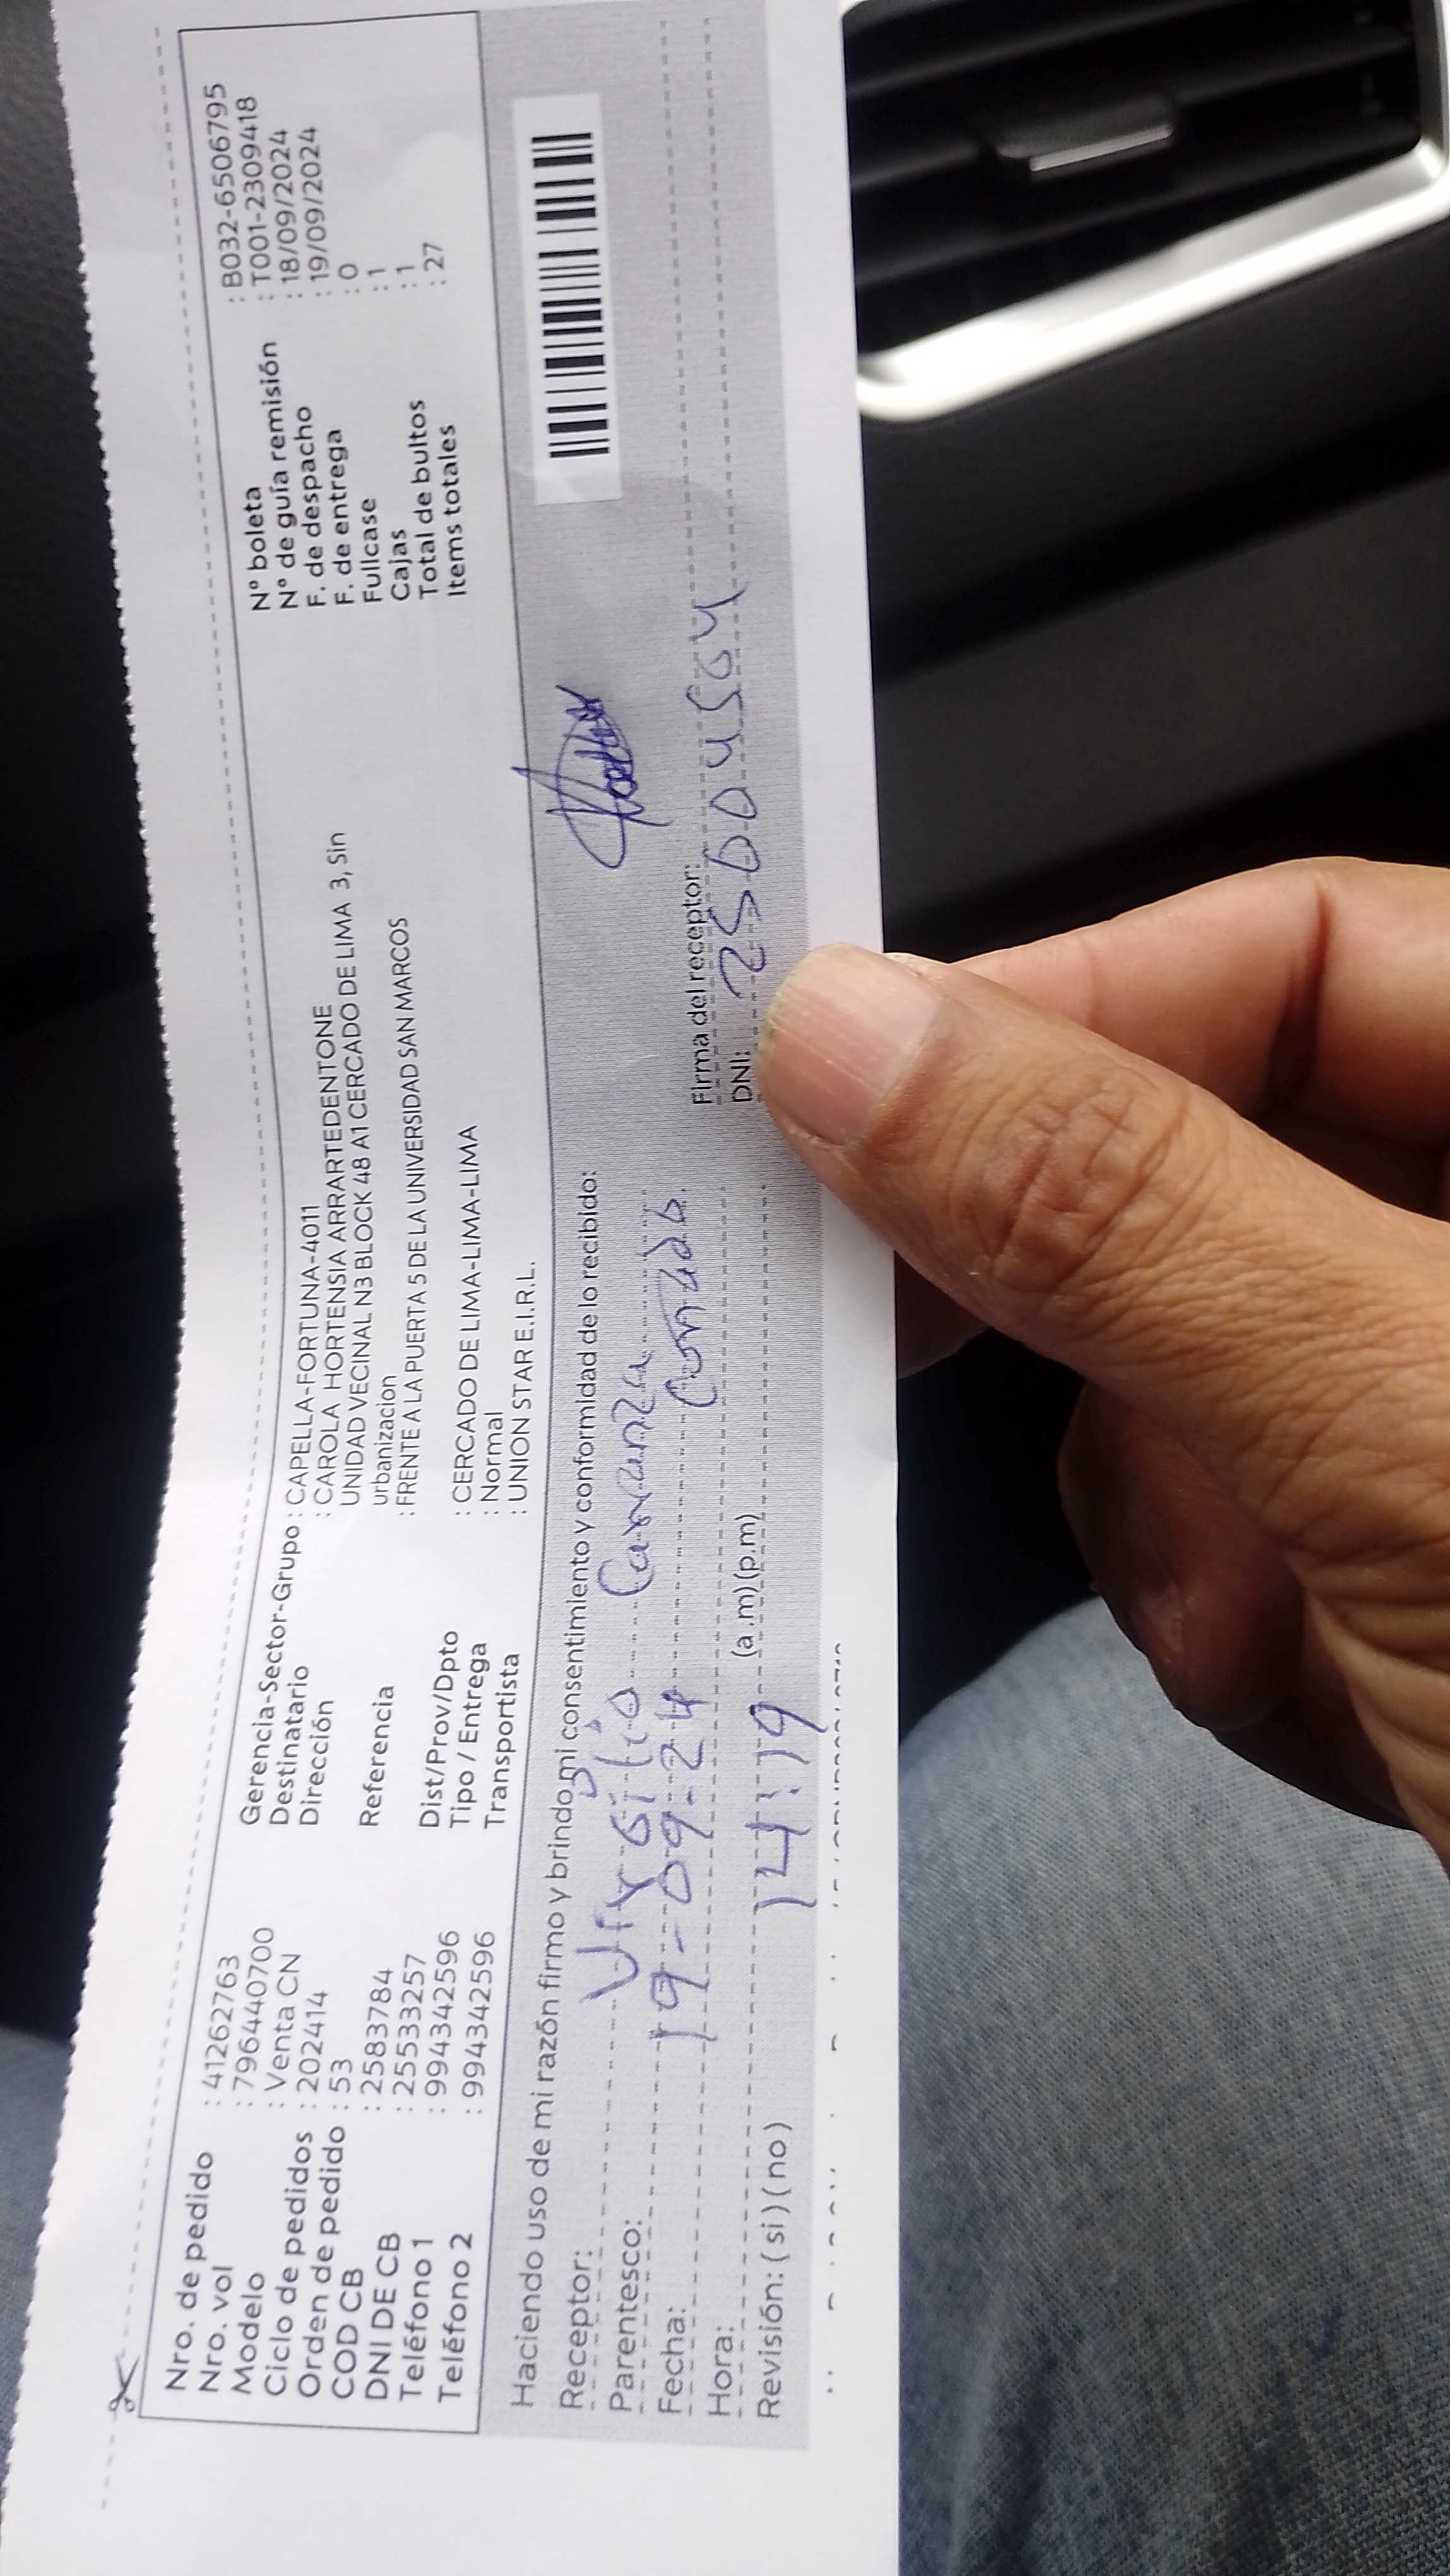 Nro. de pedido : 41262763
Nro. vol : 7964440700
Modelo : Venta CN
Ciclo de pedidos : 202414
Orden de pedido : 53
COD CB : 2583784
DNI DE CB : 25533257
Teléfono 1 : 994342596
Teléfono 2 : 994342596
Gerencia-Sector-Grupo : CAPELLA-FORTUNA-4011
Destinatario : CAROLA HORTENSIA ARRARTEDENTONE
Dirección UNIDAD VECINAL N3 BLOCK 48 A1 CERCADO DE LIMA 3, Sin
urbanizacion
Referencia : FRENTE A LA PUERTA 5 DE LA UNIVERSIDAD SAN MARCOS
Dist/Prov/Dpto : CERCADO DE LIMA-LIMA-LIMA
Tipo / Entrega : Normal
Transportista : UNION STAR E.I.R.L.
Nº boleta : B032-6506795
Nº de guía remisión : T001-2309418
F. de despacho : 18/09/2024
F. de entrega : 19/09/2024
Fullcase : 0
Cajas : 1
Total de bultos : 1
Items totales : 27
Haciendo uso de mi razón firmo y brindo mi consentimiento y conformidad de lo recibido:
Receptor: Virgilio Carranza
Parentesco: Conrado
Fecha: 19-09-24
Hora: 14:19 (a.m) (p.m)
Revisión: ( si ) ( no )
Firma del receptor:
DNI: